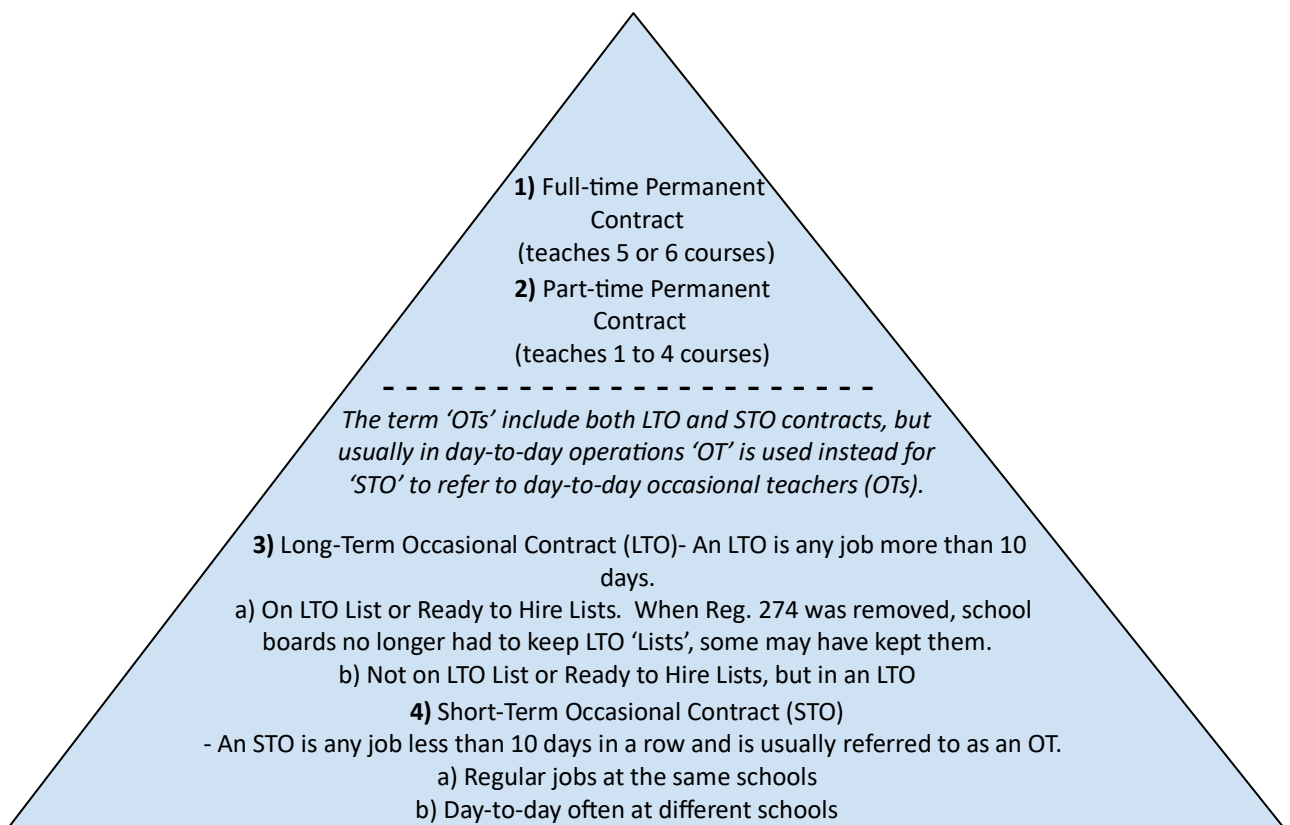 1) Full-time Permanent
Contract
(teaches 5 or 6 courses)
2) Part-time Permanent
Contract
(teaches 1 to 4 courses)
The term ‘OTs’ include both LTO and STO contracts, but
usually in day-to-day operations ‘OT’ is used instead for
‘STO’ to refer to day-to-day occasional teachers (OTs).
3) Long-Term Occasional Contract (LTO)- An LTO is any job more than 10
days.
a) On LTO List or Ready to Hire Lists. When Reg. 274 was removed, school
boards no longer had to keep LTO ‘Lists’, some may have kept them.
b) Not on LTO List or Ready to Hire Lists, but in an LTO
4) Short-Term Occasional Contract (STO)
- An STO is any job less than 10 days in a row and is usually referred to as an OT.
a) Regular jobs at the same schools
b) Day-to-day often at different schools